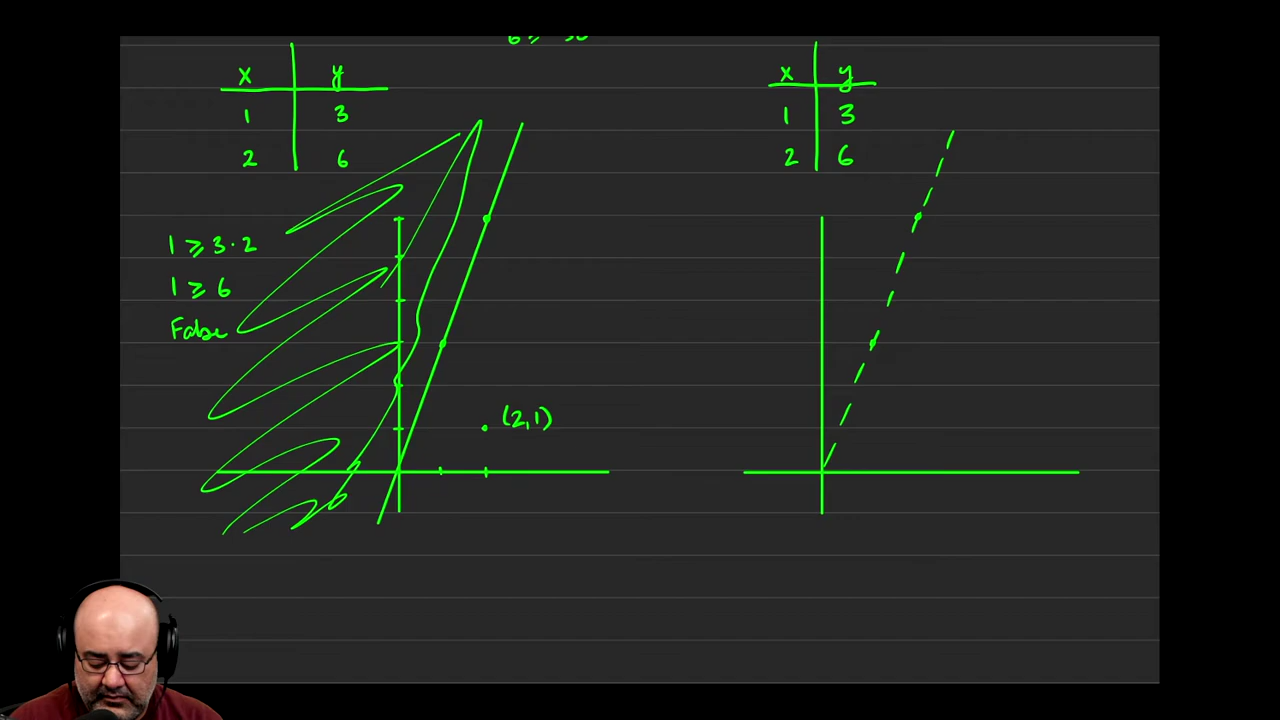 x y
1 3
2 6
1 ⩾ 3 · 2
1 ⩾ 6
False
(2,1)
x y
1 3
2 6